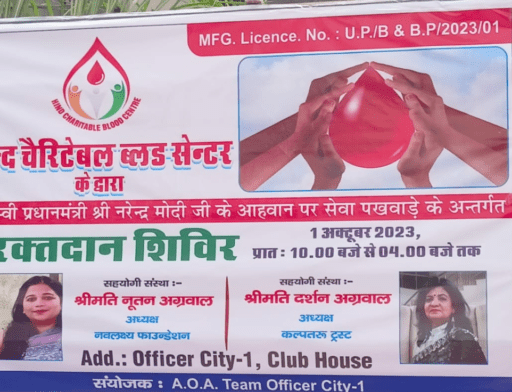 MFG. Licence. No. : U.P./B & B.P/2023/01
HIND CHARITABLE BLOOD CENTRE
चैरिटेबल ब्लड सेन्टर
के द्वारा
प्रधानमंत्री श्री नरेन्द्र मोदी जी के आहवान पर सेवा पखवाड़े के अन्तर्गत
रक्तदान शिविर
1 अक्टूबर 2023,
प्रात : 10.00 बजे से 04.00 बजे तक
सहयोगी संस्था :-
श्रीमति नूतन अग्रवाल
अध्यक्ष
नवलक्ष्य फाउन्डेशन
सहयोगी संस्था :-
श्रीमति दर्शन अग्रवाल
अध्यक्ष
कल्पतरू ट्रस्ट
Add.: Officer City-1, Club House
संयोजक : A.O.A. Team Officer City-1